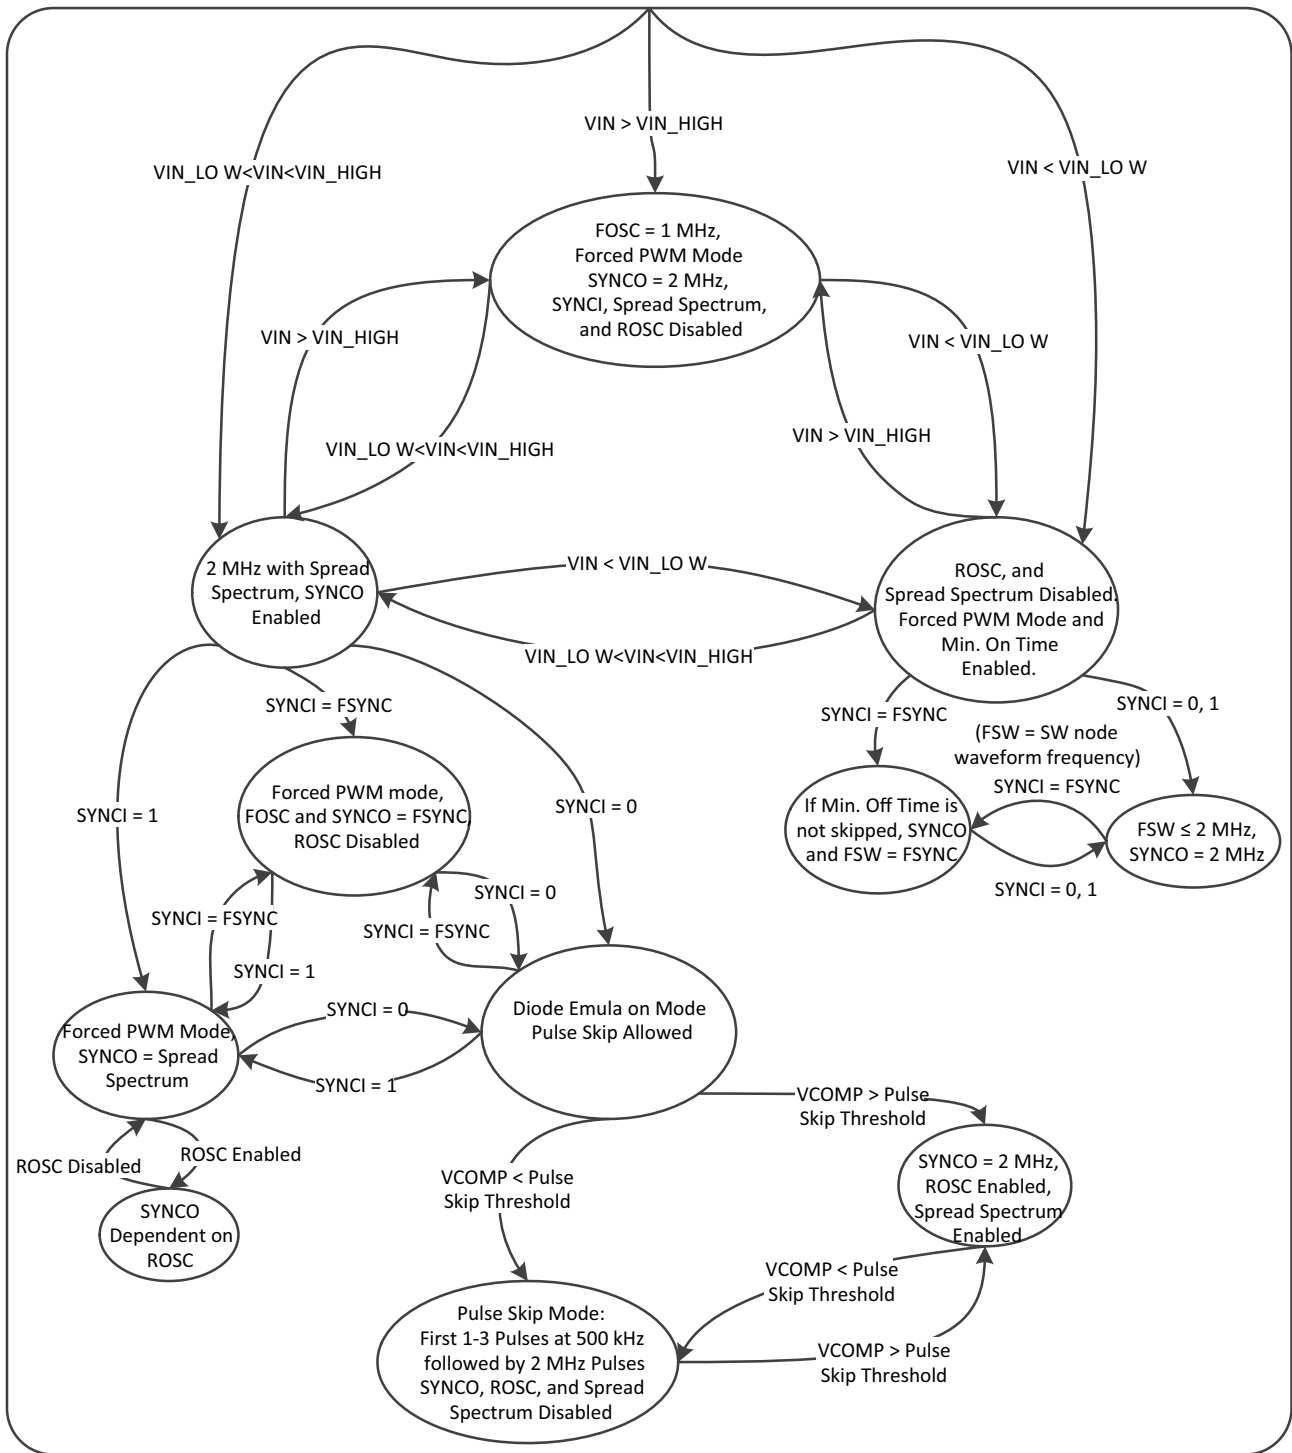 VIN > VIN_HIGH
VIN_LO W<VIN<VIN_HIGH
VIN < VIN_LO W
FOSC = 1 MHz,
Forced PWM Mode
SYNCO = 2 MHz,
SYNCI, Spread Spectrum,
and ROSC Disabled
VIN > VIN_HIGH
VIN < VIN_LO W
VIN_LO W<VIN<VIN_HIGH
VIN > VIN_HIGH
2 MHz with Spread
Spectrum, SYNCO
Enabled
VIN < VIN_LO W
VIN_LO W<VIN<VIN_HIGH
ROSC, and
Spread Spectrum Disabled.
Forced PWM Mode and
Min. On Time
Enabled.
SYNCI = FSYNC
SYNCI = FSYNC
SYNCI = 0, 1
(FSW = SW node
waveform frequency)
SYNCI = FSYNC
If Min. Off Time is
not skipped, SYNCO
and FSW = FSYNC
FSW ≤ 2 MHz,
SYNCO = 2 MHz
SYNCI = 0, 1
SYNCI = 1
Forced PWM mode,
FOSC and SYNCO = FSYNC,
ROSC Disabled
SYNCI = 0
SYNCI = FSYNC
SYNCI = 1
SYNCI = 0
SYNCI = FSYNC
Forced PWM Mode,
SYNCO = Spread
Spectrum
SYNCI = 0
SYNCI = 1
Diode Emula on Mode
Pulse Skip Allowed
ROSC Disabled
ROSC Enabled
SYNCO
Dependent on
ROSC
VCOMP < Pulse
Skip Threshold
VCOMP > Pulse
Skip Threshold
SYNCO = 2 MHz,
ROSC Enabled,
Spread Spectrum
Enabled
VCOMP < Pulse
Skip Threshold
VCOMP > Pulse
Skip Threshold
Pulse Skip Mode:
First 1-3 Pulses at 500 kHz
followed by 2 MHz Pulses
SYNCO, ROSC, and Spread
Spectrum Disabled